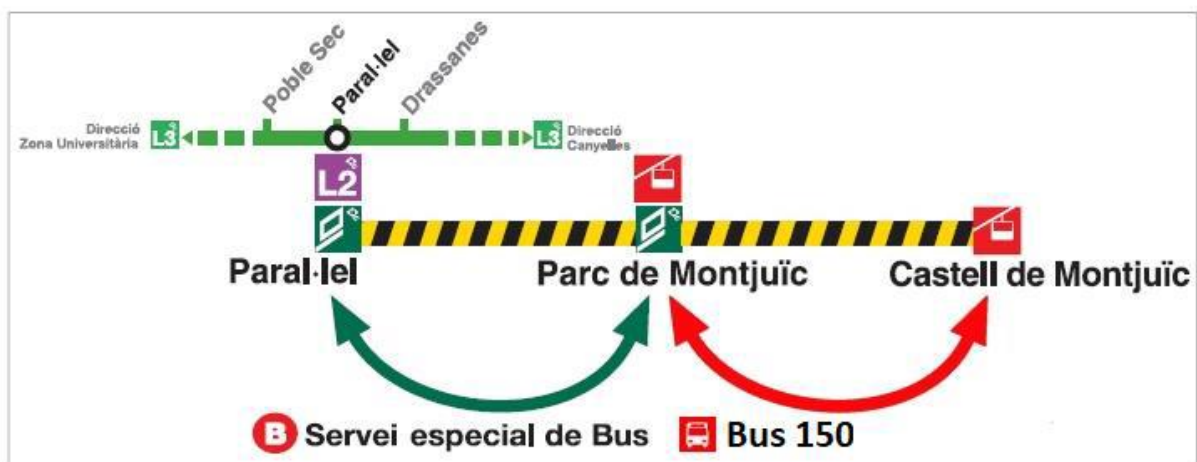 Poble Sec
Paral·lel
Drassanes
Direcció
Zona Universitària
L3
L3
Direcció
Canyelles
L2
Paral·lel
Parc de Montjuïc
Castell de Montjuïc
B Servei especial de Bus
Bus 150